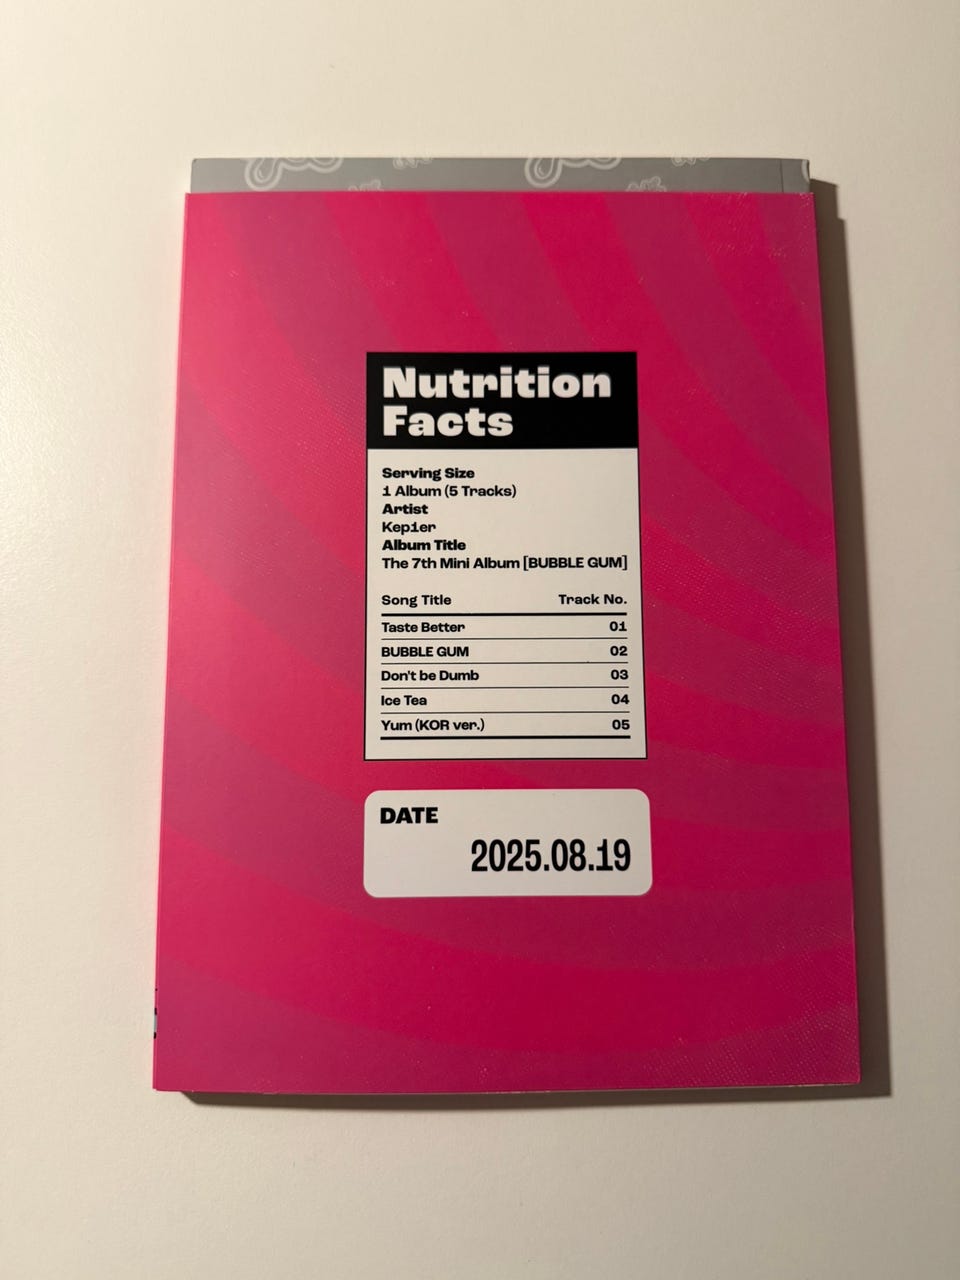 Nutrition
Facts
Serving Size
1 Album (5 Tracks)
Artist
Kep1er
Album Title
The 7th Mini Album [BUBBLE GUM]
Song Title Track No.
Taste Better 01
BUBBLE GUM 02
Don't be Dumb 03
Ice Tea 04
Yum (KOR ver.) 05
DATE
2025.08.19